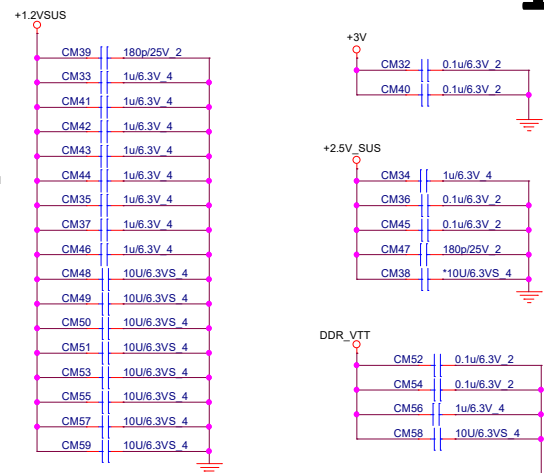 +1.2VSUS
CM39 180p/25V_2
CM33 1u/6.3V_4
CM41 1u/6.3V_4
CM42 1u/6.3V_4
CM43 1u/6.3V_4
CM44 1u/6.3V_4
CM35 1u/6.3V_4
CM37 1u/6.3V_4
CM46 1u/6.3V_4
CM48 10U/6.3VS_4
CM49 10U/6.3VS_4
CM50 10U/6.3VS_4
CM51 10U/6.3VS_4
CM53 10U/6.3VS_4
CM55 10U/6.3VS_4
CM57 10U/6.3VS_4
CM59 10U/6.3VS_4
+3V
CM32 0.1u/6.3V_2
CM40 0.1u/6.3V_2
+2.5V_SUS
CM34 1u/6.3V_4
CM36 0.1u/6.3V_2
CM45 0.1u/6.3V_2
CM47 180p/25V_2
CM38 *10U/6.3VS_4
DDR_VTT
CM52 0.1u/6.3V_2
CM54 0.1u/6.3V_2
CM56 1u/6.3V_4
CM58 10U/6.3VS_4